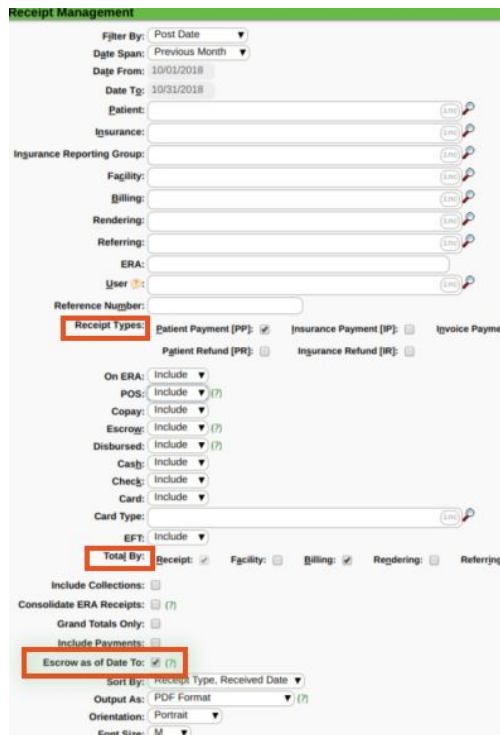 Receipt Management
Filter By: Post Date
Date Span: Previous Month
Date From: 10/01/2018
Date To: 10/31/2018
Patient:
Insurance:
Insurance Reporting Group:
Facility:
Billing:
Rendering:
Referring:
ERA:
User (?):
Reference Number:
Receipt Types: Patient Payment [PP]: Insurance Payment [IP]: Invoice Payme
Patient Refund [PR]: Insurance Refund [IR]:
On ERA: Include
POS: Include (?)
Copay: Include
Escrow: Include (?)
Disbursed: Include (?)
Cash: Include
Check: Include
Card: Include
Card Type:
EFT: Include
Total By: Receipt: Facility: Billing: Rendering: Referring
Include Collections:
Consolidate ERA Receipts: (?)
Grand Totals Only:
Include Payments:
Escrow as of Date To: (?)
Sort By: Receipt Type, Received Date
Output As: PDF Format (?)
Orientation: Portrait
Font Size: M